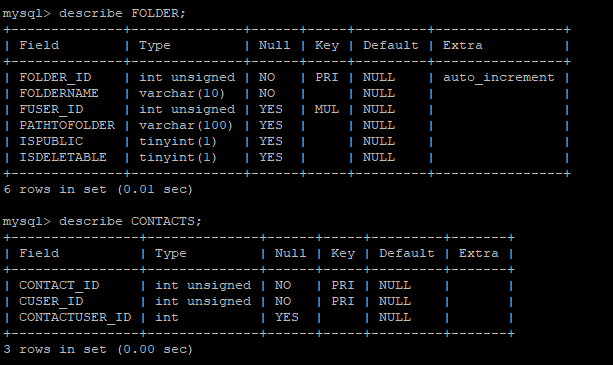 mysql> describe FOLDER;
+--------------+--------------+------+-----+---------+----------------+
| Field        | Type         | Null | Key | Default | Extra          |
+--------------+--------------+------+-----+---------+----------------+
| FOLDER_ID    | int unsigned | NO   | PRI | NULL    | auto_increment |
| FOLDERNAME   | varchar(10)  | NO   |     | NULL    |                |
| FUSER_ID     | int unsigned | YES  | MUL | NULL    |                |
| PATHTOFOLDER | varchar(100) | YES  |     | NULL    |                |
| ISPUBLIC     | tinyint(1)   | YES  |     | NULL    |                |
| ISDELETABLE  | tinyint(1)   | YES  |     | NULL    |                |
+--------------+--------------+------+-----+---------+----------------+
6 rows in set (0.01 sec)
mysql> describe CONTACTS;
+----------------+--------------+------+-----+---------+-------+
| Field          | Type         | Null | Key | Default | Extra |
+----------------+--------------+------+-----+---------+-------+
| CONTACT_ID     | int unsigned | NO   | PRI | NULL    |       |
| CUSER_ID       | int unsigned | NO   | PRI | NULL    |       |
| CONTACTUSER_ID | int          | YES  |     | NULL    |       |
+----------------+--------------+------+-----+---------+-------+
3 rows in set (0.00 sec)